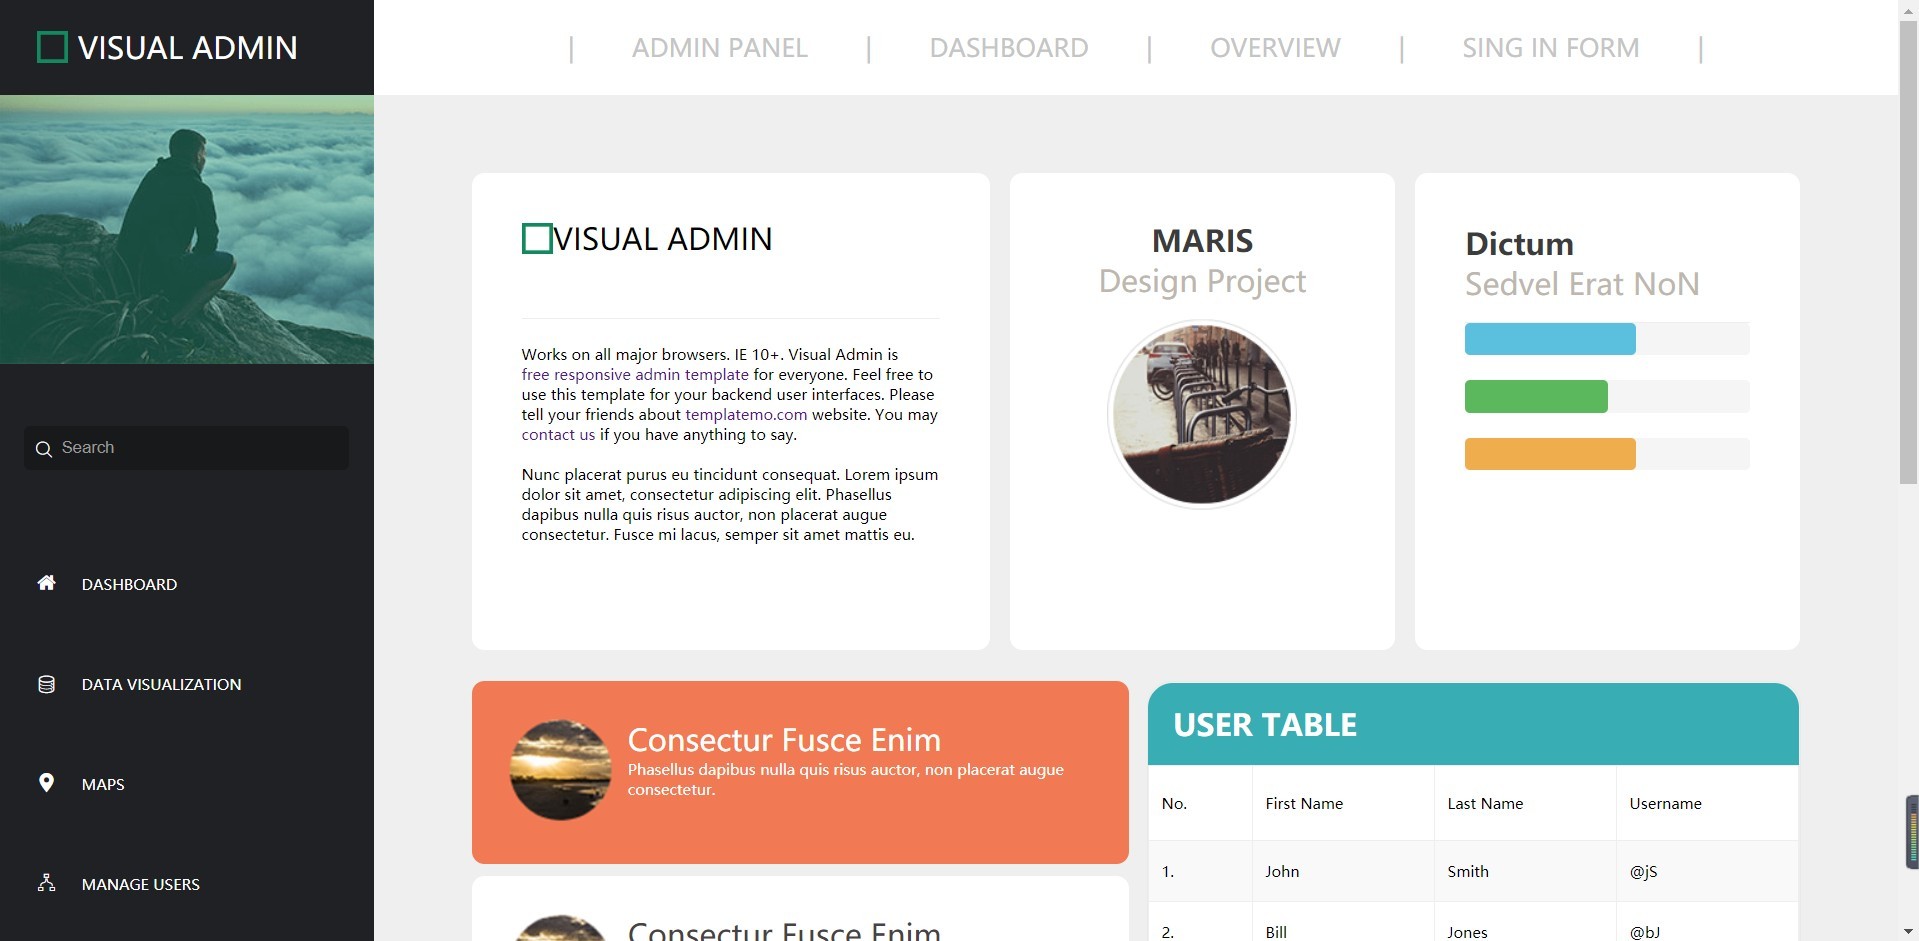 VISUAL ADMIN
| ADMIN PANEL | DASHBOARD | OVERVIEW | SING IN FORM |
Search
DASHBOARD
DATA VISUALIZATION
MAPS
MANAGE USERS
VISUAL ADMIN
Works on all major browsers. IE 10+. Visual Admin is
free responsive admin template for everyone. Feel free to
use this template for your backend user interfaces. Please
tell your friends about templatemo.com website. You may
contact us if you have anything to say.
Nunc placerat purus eu tincidunt consequat. Lorem ipsum
dolor sit amet, consectetur adipiscing elit. Phasellus
dapibus nulla quis risus auctor, non placerat augue
consectetur. Fusce mi lacus, semper sit amet mattis eu.
MARIS
Design Project
Dictum
Sedvel Erat NoN
Consectur Fusce Enim
Phasellus dapibus nulla quis risus auctor, non placerat augue
consectetur.
Consectur Fusce Enim
USER TABLE
No. First Name Last Name Username
1. John Smith @jS
2. Bill Jones @bJ